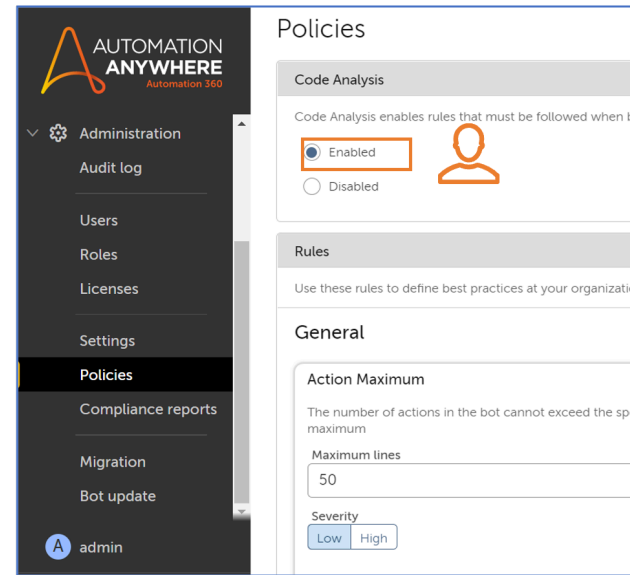 AUTOMATION
ANYWHERE
Automation 360
Administration
Audit log
Users
Roles
Licenses
Settings
Policies
Compliance reports
Migration
Bot update
A admin
Policies
Code Analysis
Code Analysis enables rules that must be followed when
Enabled
Disabled
Rules
Use these rules to define best practices at your
General
Action Maximum
The number of actions in the bot cannot exceed the
maximum
Maximum lines
50
Severity
Low High